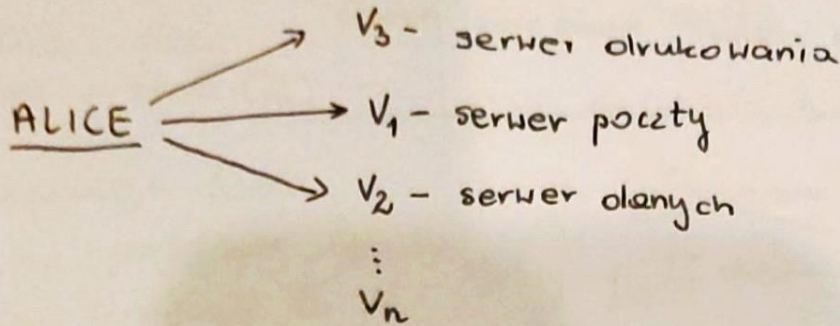 V₃ - serwer drukowania
ALICE
V₁ - serwer poczty
V₂ - serwer danych
⋮
Vₙ